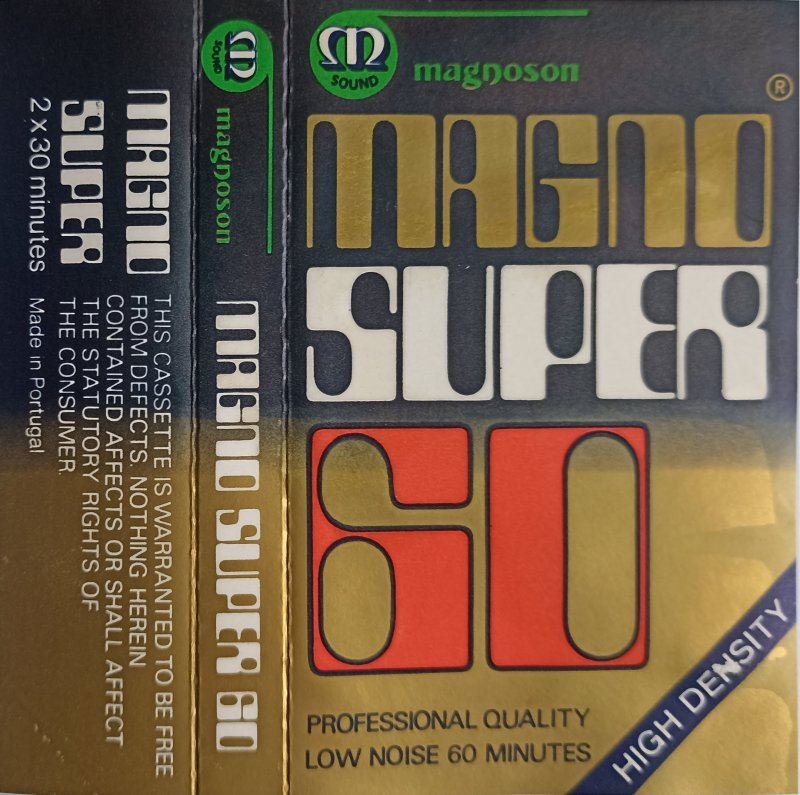 M
SOUND
magnoson
®
MAGNO
SUPER
60
PROFESSIONAL QUALITY
LOW NOISE 60 MINUTES
HIGH DENSITY
M
SOUND
magnoson
MAGNO SUPER 60
MAGNO
SUPER
2 x 30 minutes
THIS CASSETTE IS WARRANTED TO BE FREE
FROM DEFECTS. NOTHING HEREIN
CONTAINED AFFECTS OR SHALL AFFECT
THE STATUTORY RIGHTS OF
THE CONSUMER.
Made in Portugal